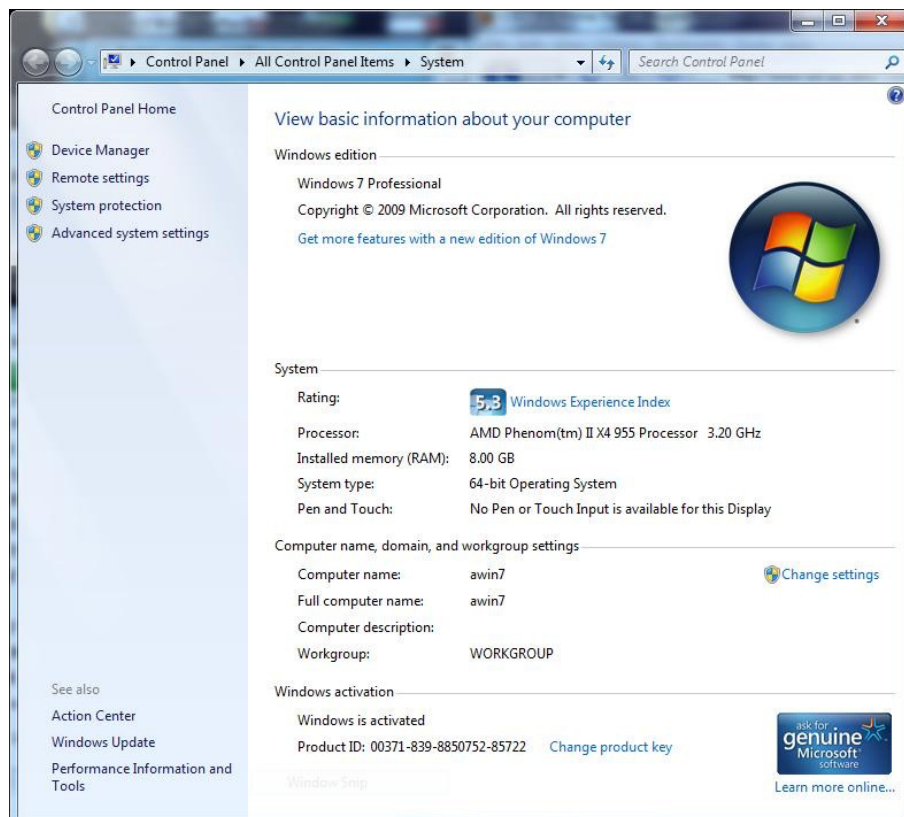 Control Panel ▸ All Control Panel Items ▸ System
Search Control Panel
Control Panel Home
Device Manager
Remote settings
System protection
Advanced system settings
See also
Action Center
Windows Update
Performance Information and
Tools
View basic information about your computer
Windows edition
Windows 7 Professional
Copyright © 2009 Microsoft Corporation. All rights reserved.
Get more features with a new edition of Windows 7
System
Rating: 5.3 Windows Experience Index
Processor: AMD Phenom(tm) II X4 955 Processor 3.20 GHz
Installed memory (RAM): 8.00 GB
System type: 64-bit Operating System
Pen and Touch: No Pen or Touch Input is available for this Display
Computer name, domain, and workgroup settings
Computer name: awin7 Change settings
Full computer name: awin7
Computer description:
Workgroup: WORKGROUP
Windows activation
Windows is activated
Product ID: 00371-839-8850752-85722 Change product key
ask for
genuine
Microsoft
software
Learn more online...
Window Snip